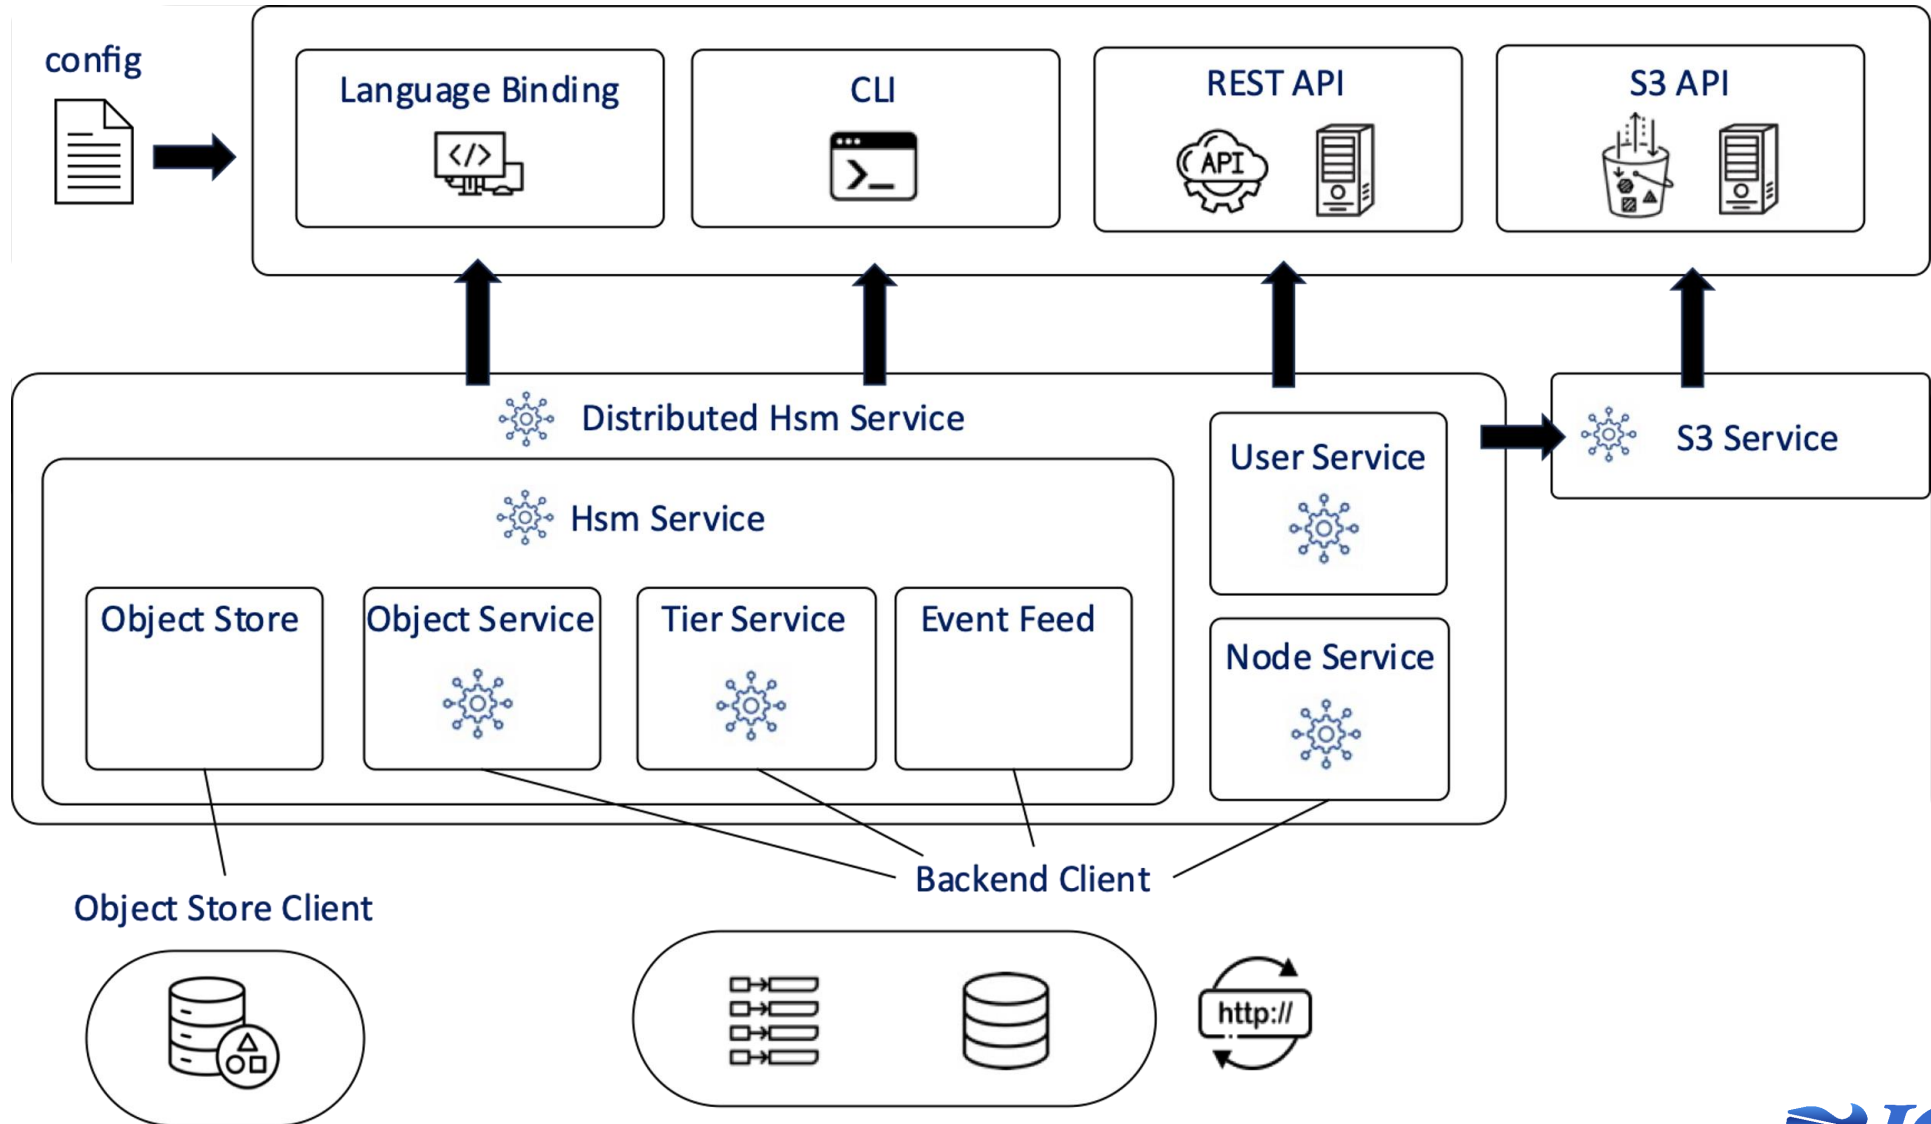 config
Language Binding
</>
CLI
>_
REST API
API
S3 API
Distributed Hsm Service
User Service
S3 Service
Hsm Service
Object Store
Object Service
Tier Service
Event Feed
Node Service
Backend Client
Object Store Client
http://